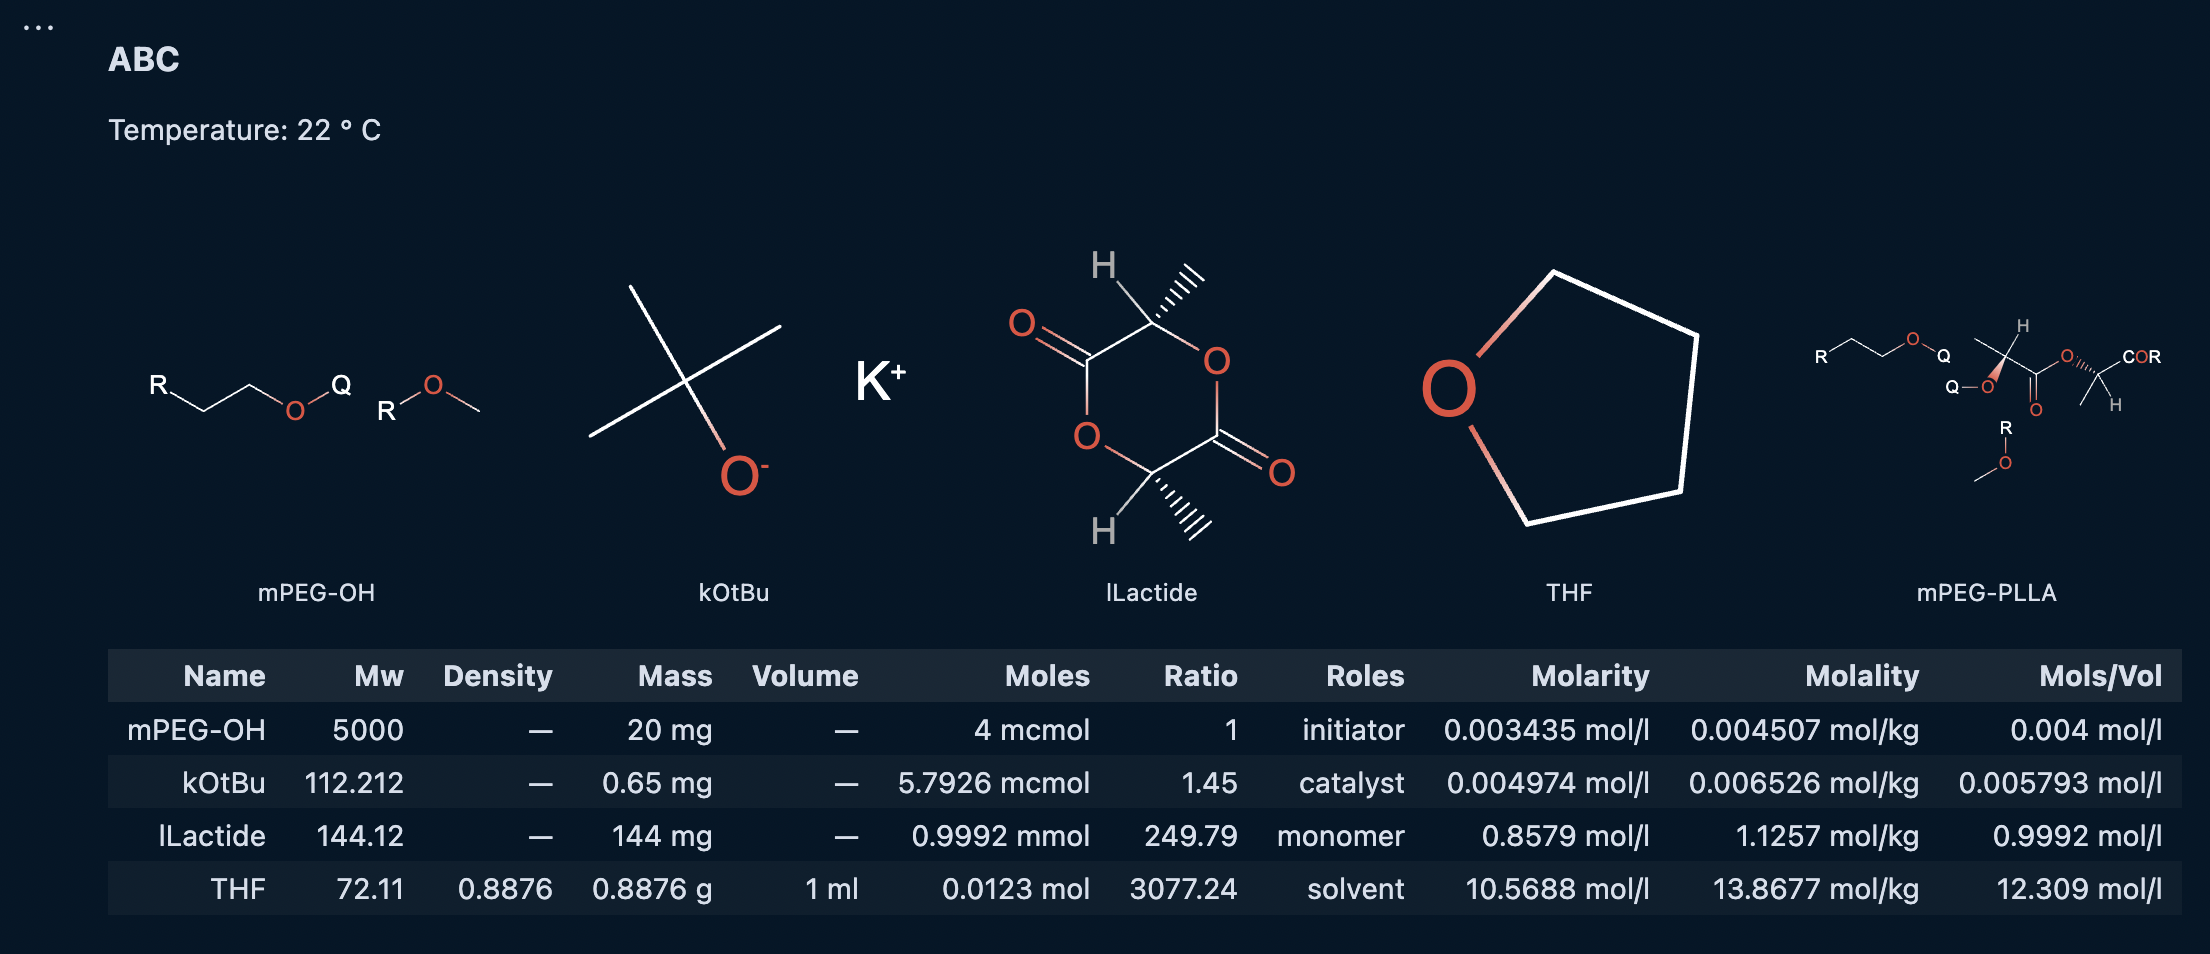 ...
ABC
Temperature: 22 ° C
R O Q R O
O- K+
H O O O O H
O
R O Q H O COR Q O O H R O
mPEG-OH kOtBu lLactide THF mPEG-PLLA
Name Mw Density Mass Volume Moles Ratio Roles Molarity Molality Mols/Vol
mPEG-OH 5000 — 20 mg — 4 mcmol 1 initiator 0.003435 mol/l 0.004507 mol/kg 0.004 mol/l
kOtBu 112.212 — 0.65 mg — 5.7926 mcmol 1.45 catalyst 0.004974 mol/l 0.006526 mol/kg 0.005793 mol/l
lLactide 144.12 — 144 mg — 0.9992 mmol 249.79 monomer 0.8579 mol/l 1.1257 mol/kg 0.9992 mol/l
THF 72.11 0.8876 0.8876 g 1 ml 0.0123 mol 3077.24 solvent 10.5688 mol/l 13.8677 mol/kg 12.309 mol/l